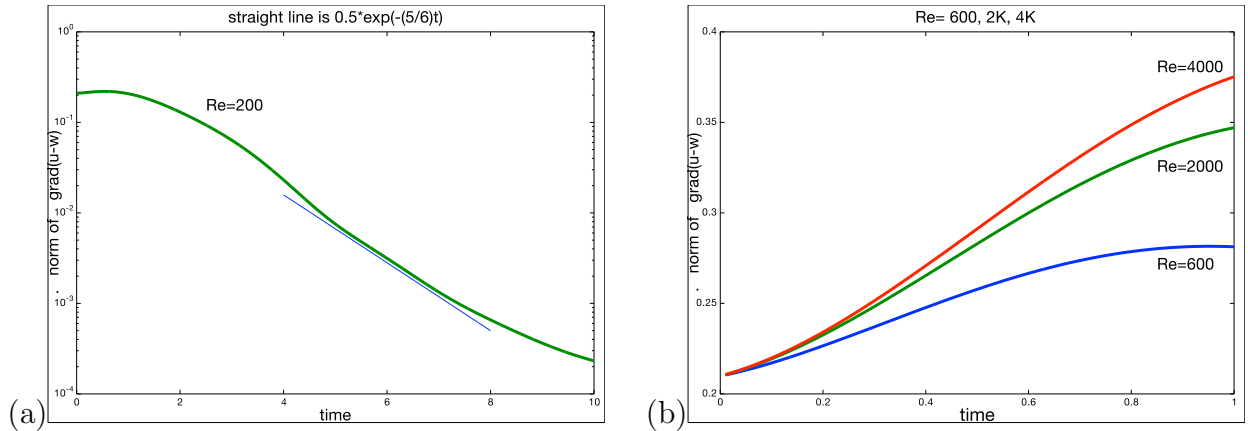 straight line is 0.5*exp(-(5/6)t)
10^0
10^-1
10^-2
10^-3
10^-4
. norm of grad(u-w)
Re=200
0
2
4
6
8
10
time
(a)
Re= 600, 2K, 4K
0.4
0.35
0.3
0.25
0.2
. norm of grad(u-w)
Re=4000
Re=2000
Re=600
0.2
0.4
0.6
0.8
1
time
(b)